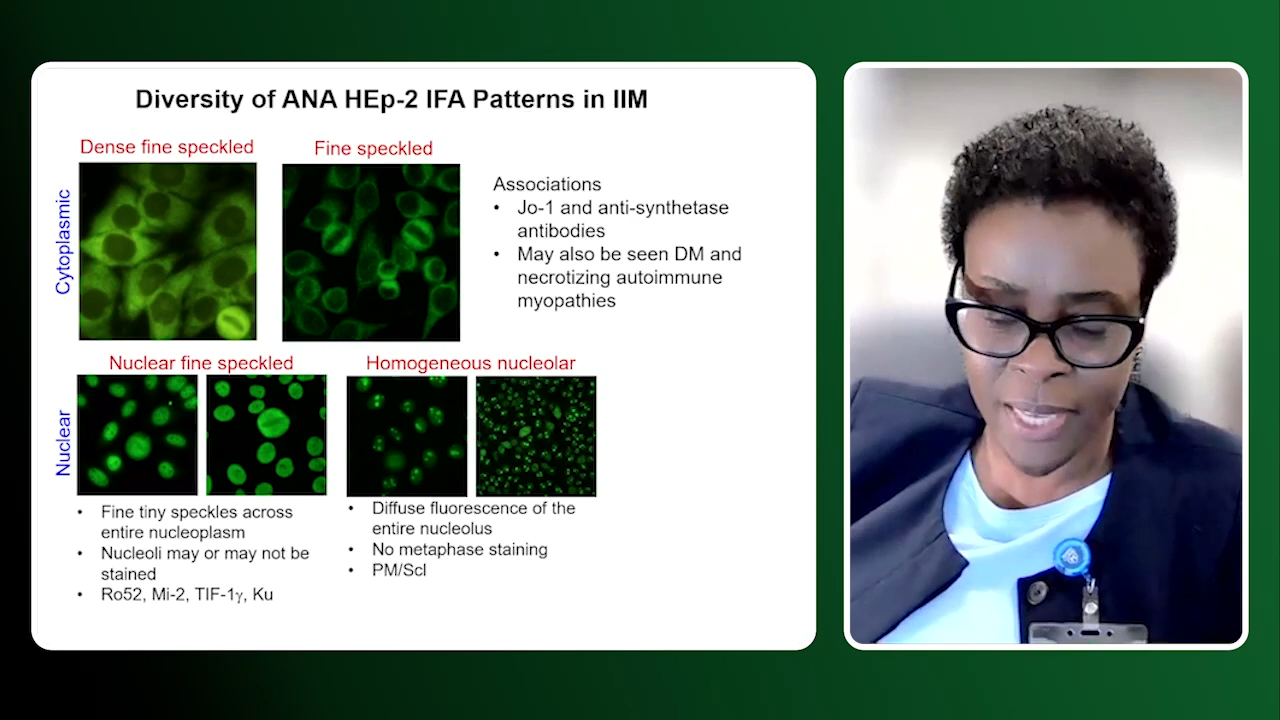 Diversity of ANA HEp-2 IFA Patterns in IIM
Dense fine speckled
Fine speckled
Cytoplasmic
Associations
• Jo-1 and anti-synthetase
antibodies
• May also be seen DM and
necrotizing autoimmune
myopathies
Nuclear fine speckled
Homogeneous nucleolar
Nuclear
• Fine tiny speckles across
entire nucleoplasm
• Nucleoli may or may not be
stained
• Ro52, Mi-2, TIF-1γ, Ku
• Diffuse fluorescence of the
entire nucleolus
• No metaphase staining
• PM/Scl